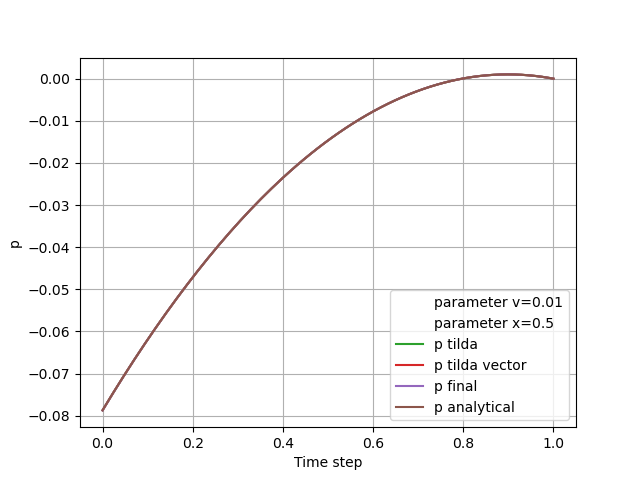 0.00
−0.01
−0.02
−0.03
−0.04
−0.05
−0.06
−0.07
−0.08
p
parameter v=0.01
parameter x=0.5
p tilda
p tilda vector
p final
p analytical
0.0 0.2 0.4 0.6 0.8 1.0
Time step